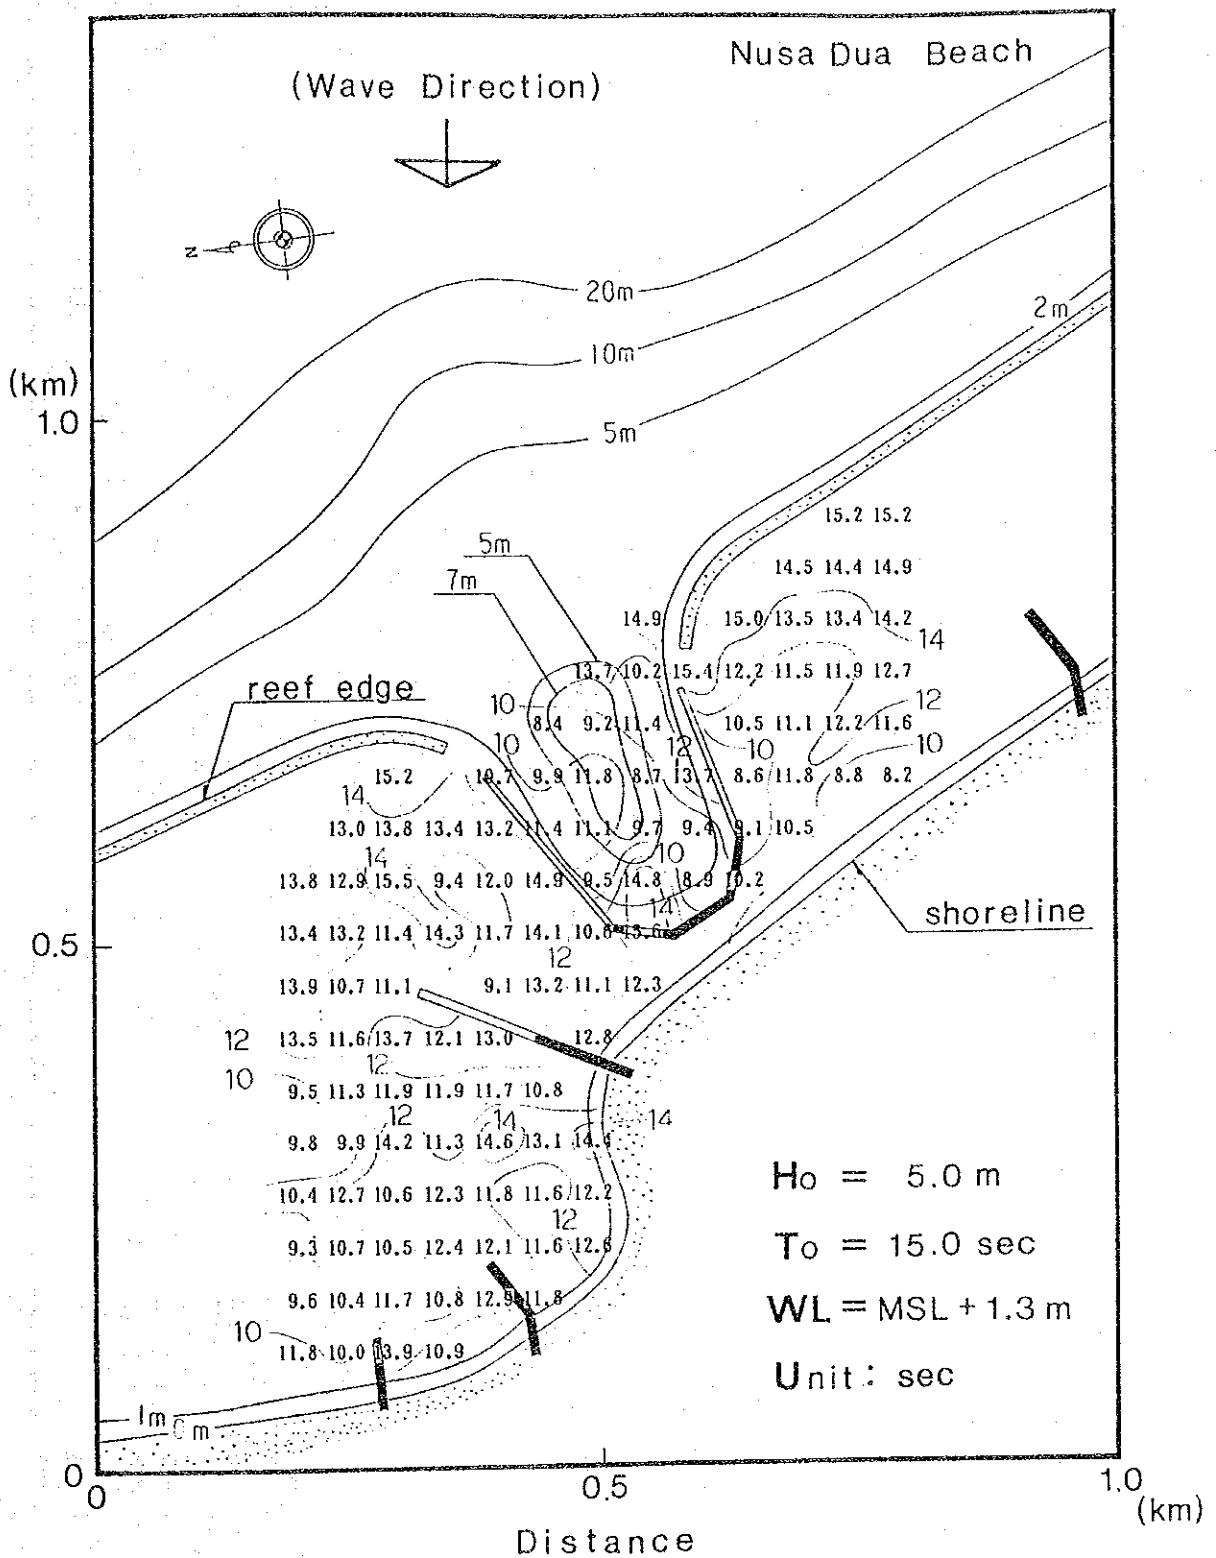 Nusa Dua Beach
(Wave Direction)
N
20m
2m
10m
(km)
1.0
5m
15.2 15.2
5m
14.5 14.4 14.9
7m
14.9 15.0 13.5 13.4 14.2
14
13.7 10.2 15.4 12.2 11.5 11.9 12.7
reef edge
10
12
8.4 9.2 11.4 10.5 11.1 12.2 11.6
10 12 10 10
15.2 10.7 9.9 11.8 8.7 13.7 8.6 11.8 8.8 8.2
14
13.0 13.8 13.4 13.2 11.4 11.1 9.7 9.4 9.1 10.5
14 10
13.8 12.9 15.5 9.4 12.0 14.9 9.5 14.8 8.9 10.2
14
shoreline
0.5
13.4 13.2 11.4 14.3 11.7 14.1 10.6 15.6
12
13.9 10.7 11.1 9.1 13.2 11.1 12.3
12 13.5 11.6 13.7 12.1 13.0 12.8
12
10 9.5 11.3 11.9 11.9 11.7 10.8
12 14 14
9.8 9.9 14.2 11.3 14.6 13.1 14.4
Ho = 5.0 m
10.4 12.7 10.6 12.3 11.8 11.6 12.2
12
To = 15.0 sec
9.3 10.7 10.5 12.4 12.1 11.6 12.6
9.6 10.4 11.7 10.8 12.9 11.8
WL = MSL + 1.3 m
10
11.8 10.0 13.9 10.9
Unit : sec
1m
0m
0
0 0.5 1.0
(km)
Distance